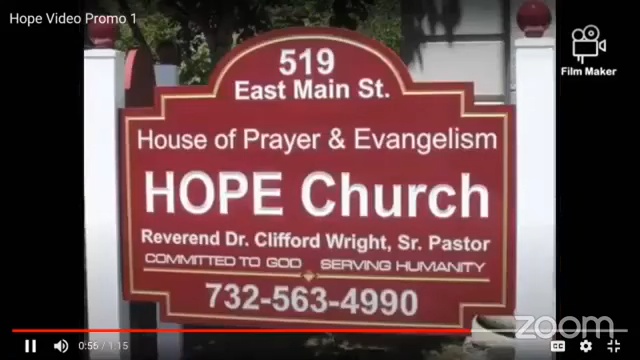 Hope Video Promo 1
Film Maker
519
East Main St.
House of Prayer & Evangelism
HOPE Church
Reverend Dr. Clifford Wright, Sr. Pastor
COMMITTED TO GOD SERVING HUMANITY
732-563-4990
zoom
0:56 / 1:15
CC